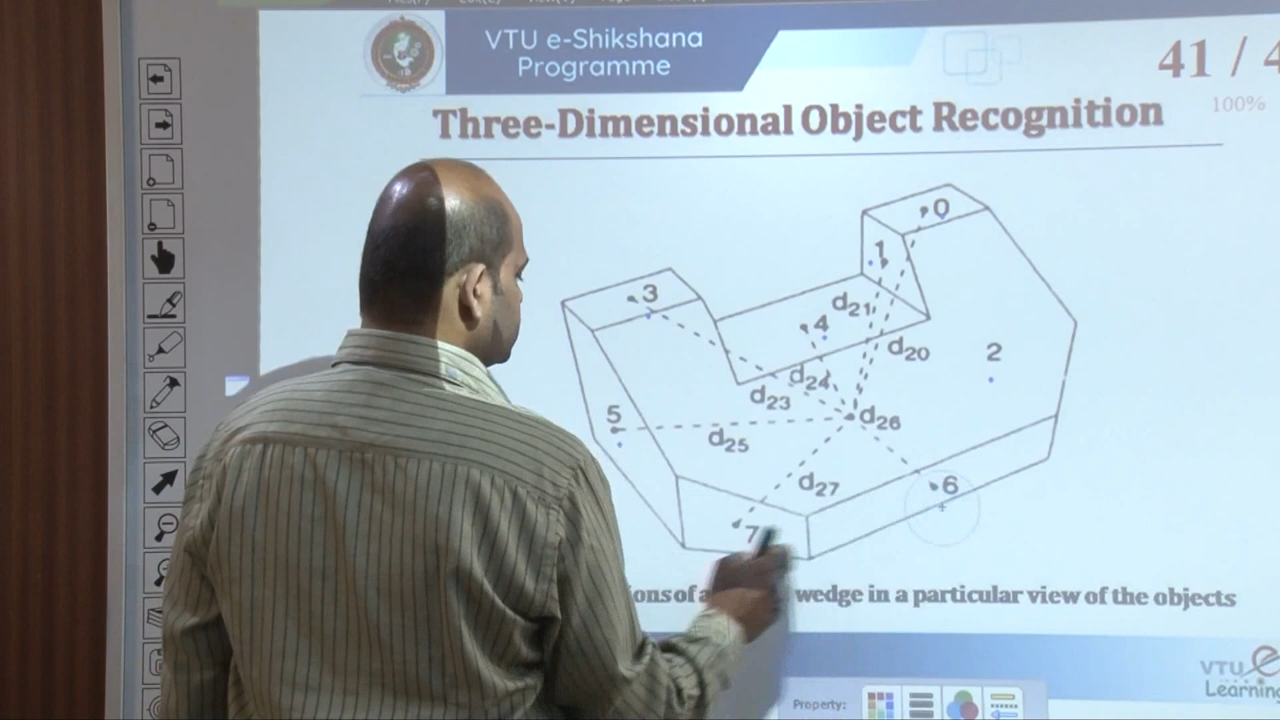 VTU e-Shikshana
Programme
41 / 4
100%
Three-Dimensional Object Recognition
0
1
3
d21
4
d20
2
d24
d23
5
d26
d25
d27
6
7
wedge in a particular view of the objects
VTU e
Learning
Property: